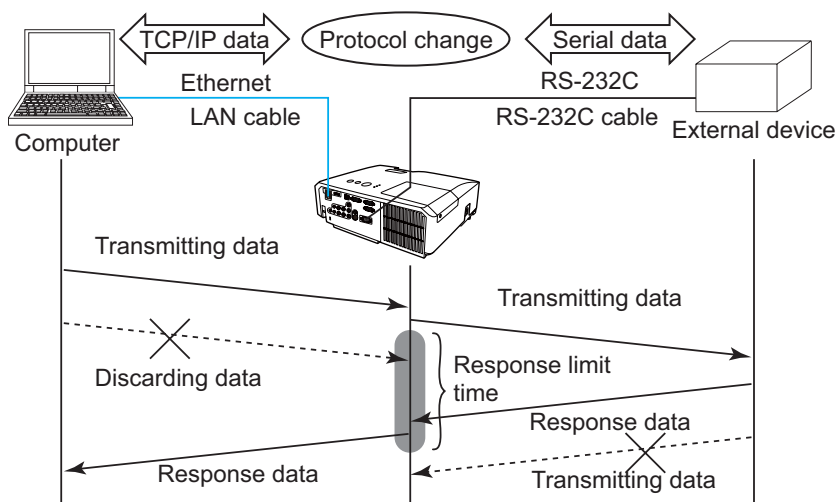 TCP/IP data
Protocol change
Serial data
Ethernet
RS-232C
LAN cable
RS-232C cable
Computer
External device
Transmitting data
Transmitting data
Discarding data
Response limit
time
Response data
Response data
Transmitting data